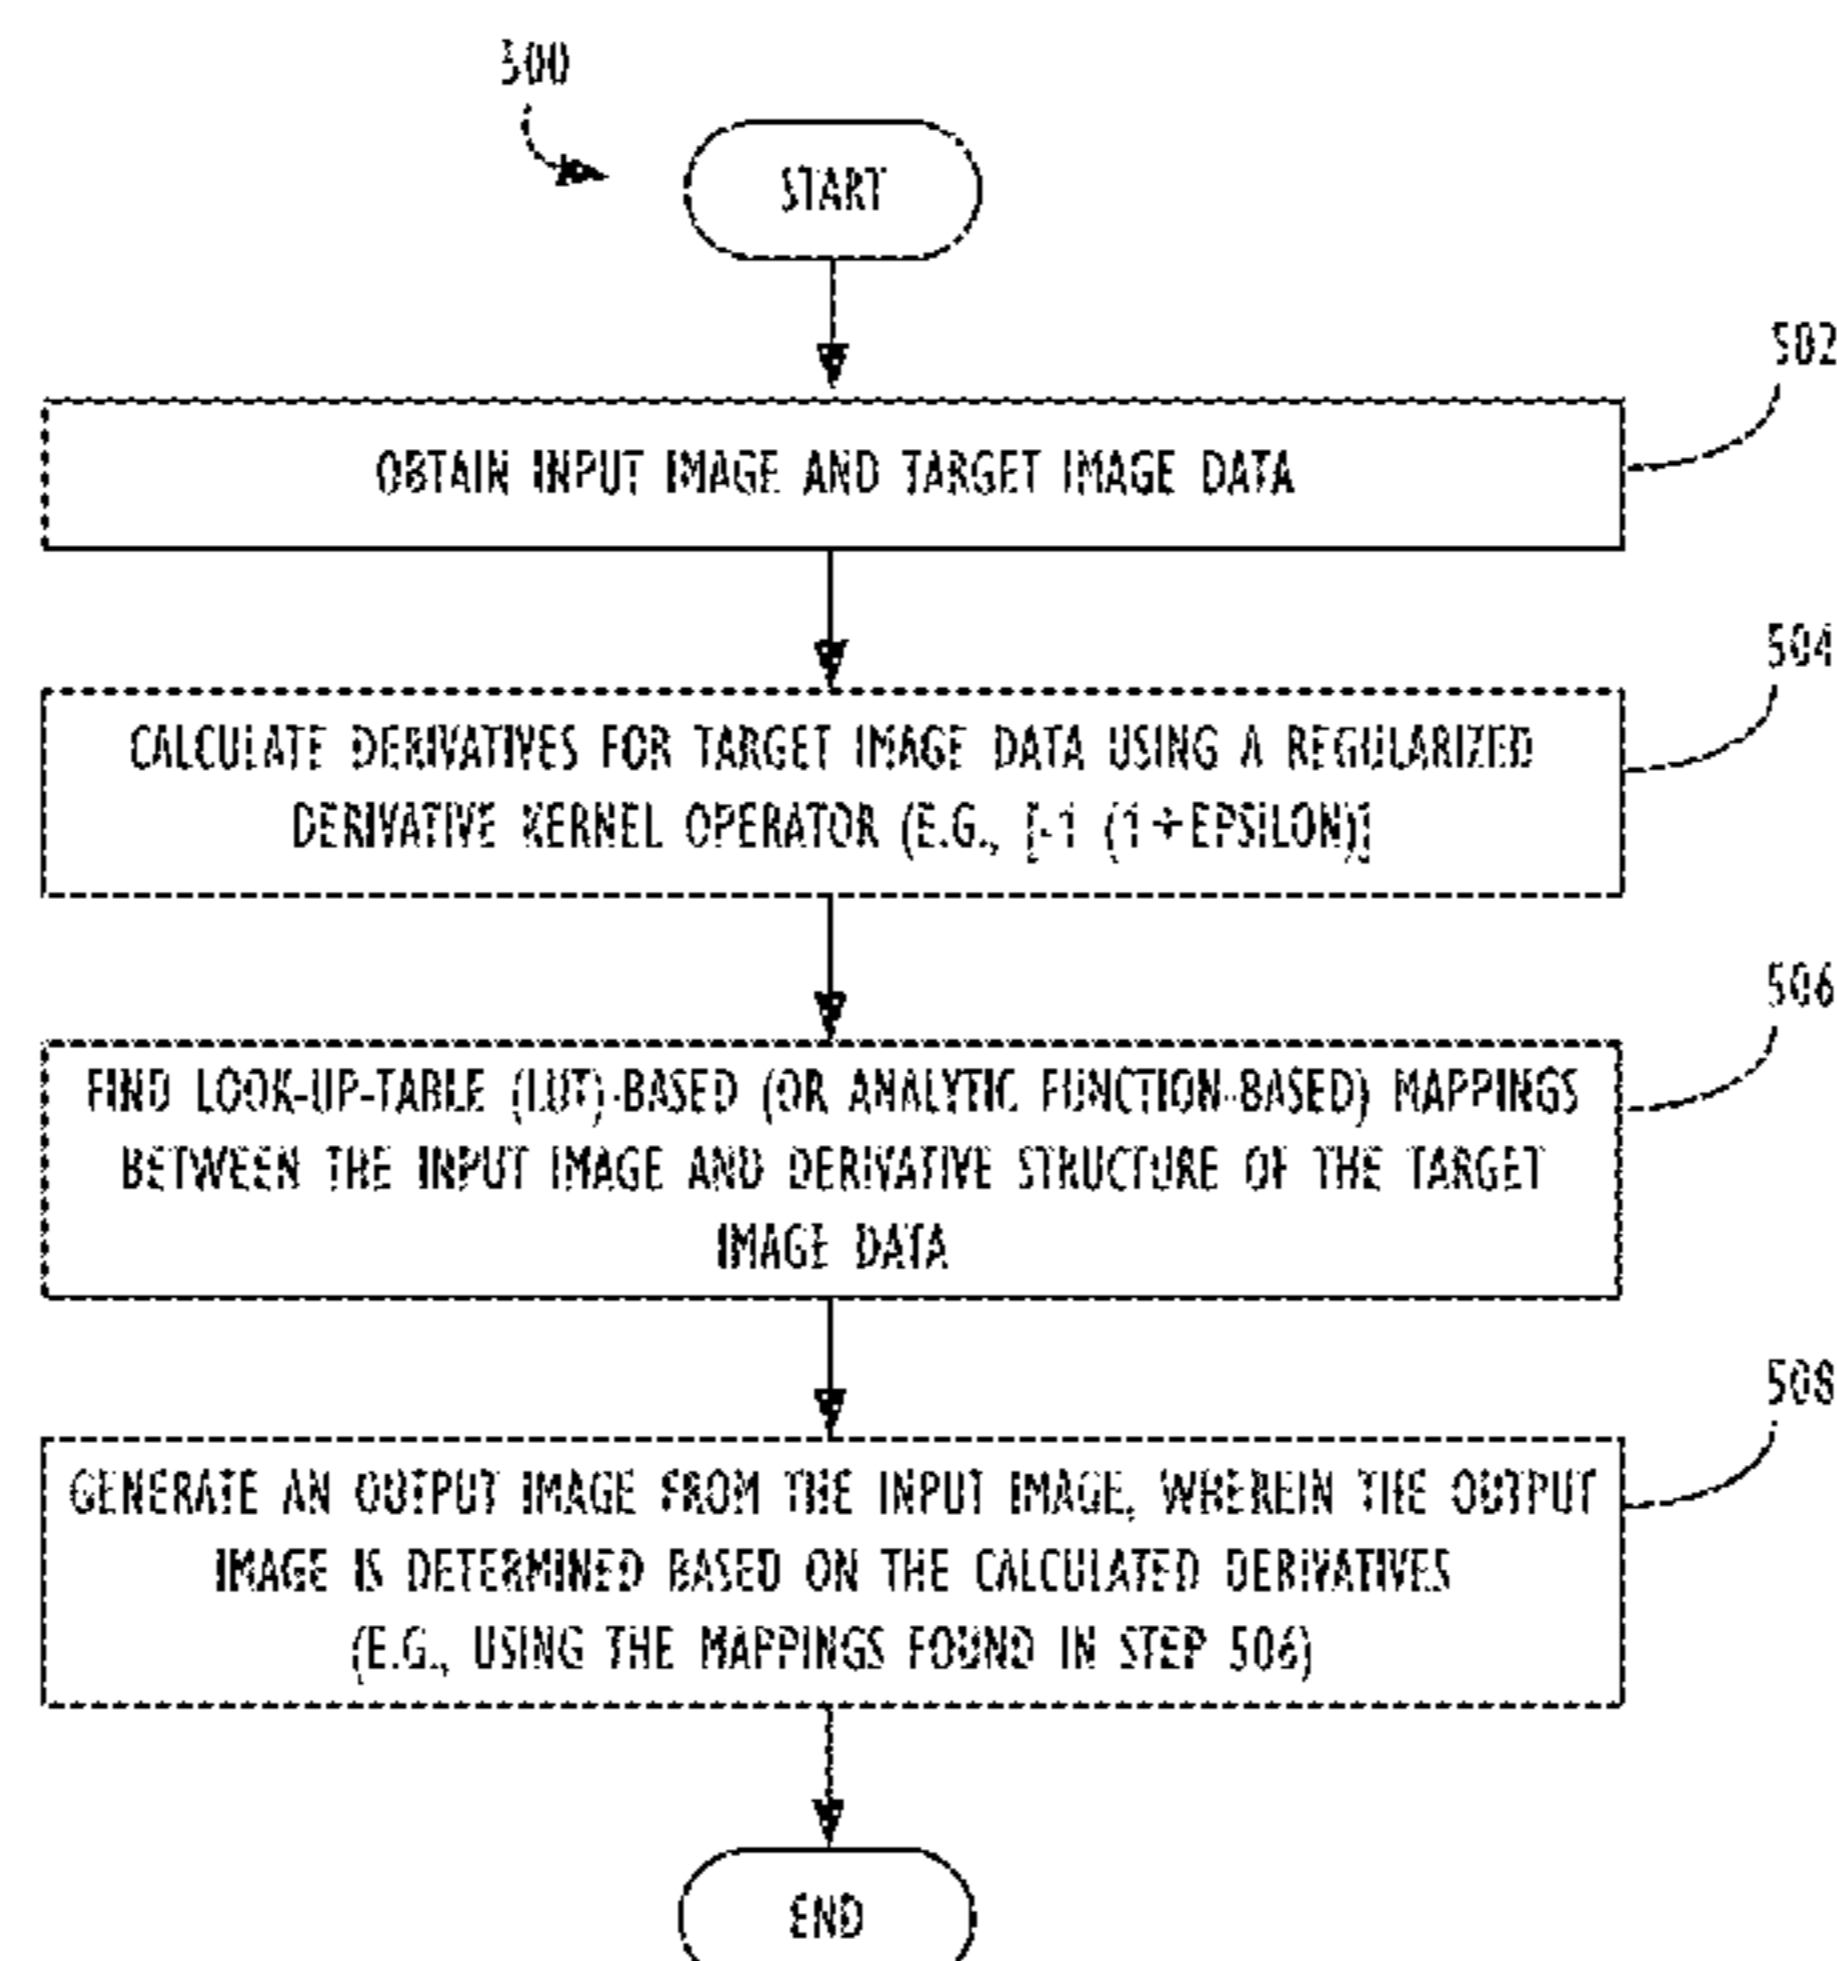 500
START
502
OBTAIN INPUT IMAGE AND TARGET IMAGE DATA
504
CALCULATE DERIVATIVES FOR TARGET IMAGE DATA USING A REGULARIZED
DERIVATIVE KERNEL OPERATOR (E.G., [-1 (1+EPSILON)]
506
FIND LOOK-UP-TABLE (LUT)-BASED (OR ANALYTIC FUNCTION-BASED) MAPPINGS
BETWEEN THE INPUT IMAGE AND DERIVATIVE STRUCTURE OF THE TARGET
IMAGE DATA
508
GENERATE AN OUTPUT IMAGE FROM THE INPUT IMAGE, WHEREIN THE OUTPUT
IMAGE IS DETERMINED BASED ON THE CALCULATED DERIVATIVES
(E.G., USING THE MAPPINGS FOUND IN STEP 506)
END